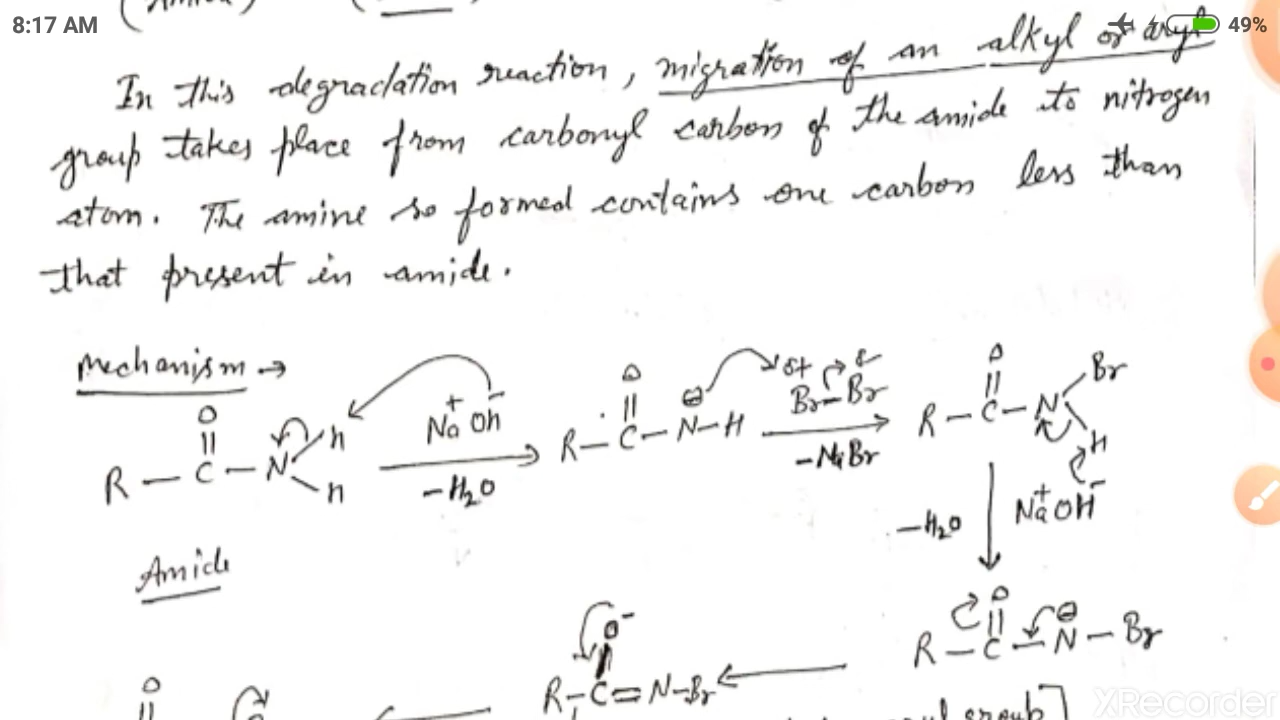 8:17 AM
49%
In this degradation reaction, migration of an alkyl or aryl
group takes place from carbonyl carbon of the amide to nitrogen
atom. The amine so formed contains one carbon less than
that present in amide.
Mechanism →
O O δ+ δ- O Br
R — C — N h h Na+ Oh- R — C — N — H Br — Br R — C — N H
-H2O -NaBr
-H2O Na+ OH-
Amide
O- O
R — C = N — Br R — C — N — Br
O
XRecorder